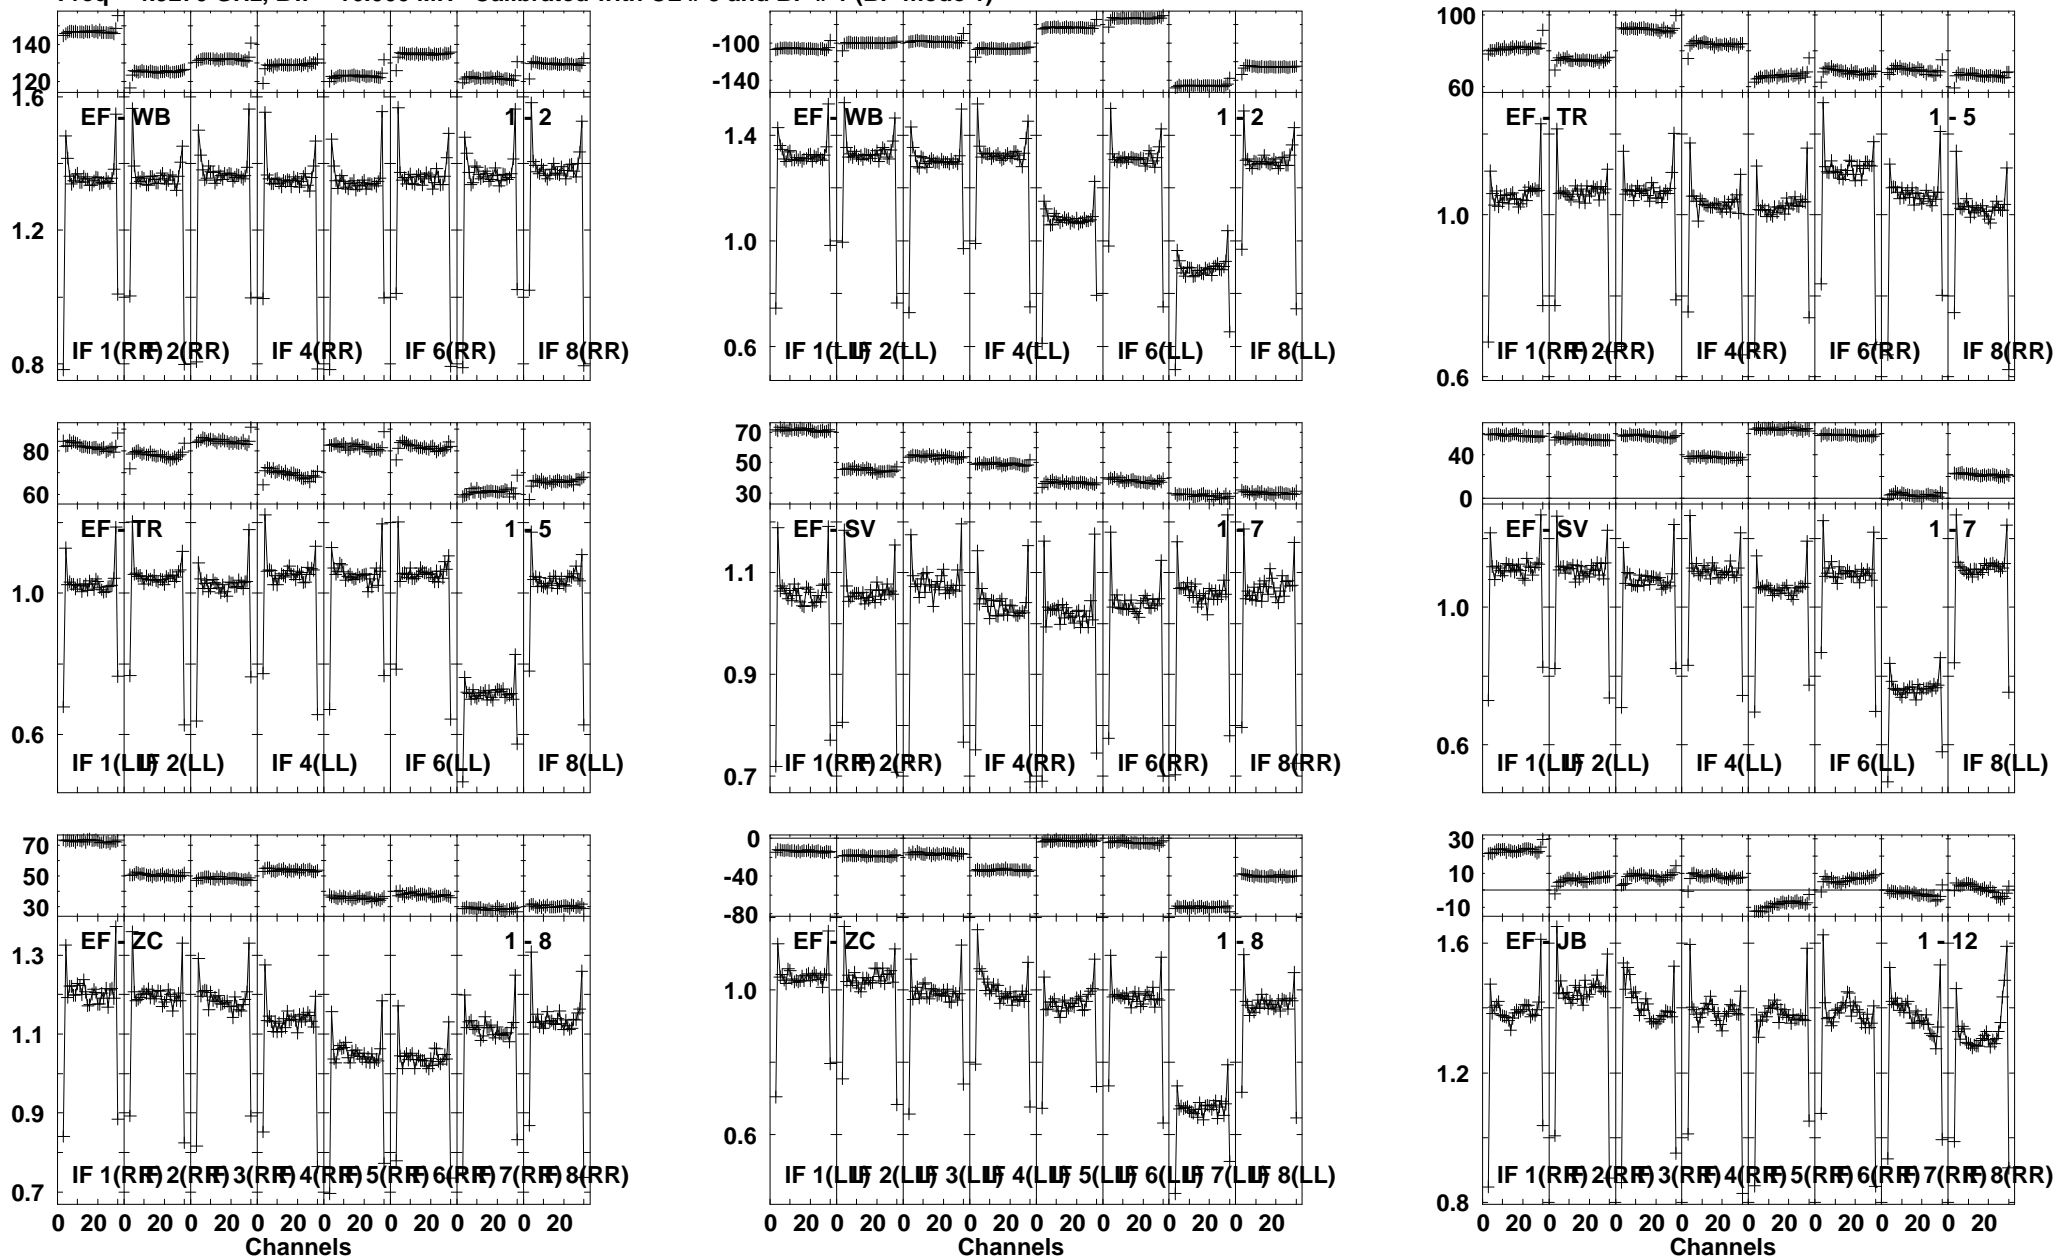 Freq GHz, Bw MH Calibrated with CL # and BP # (BP mode 1)
140
120
1.6
1.2
0.8
EF - WB 1 - 2
IF 1(RR) IF 2(RR) IF 4(RR) IF 6(RR) IF 8(RR)
-100
-140
1.4
1.0
0.6
EF - WB 1 - 2
IF 1(LL) IF 2(LL) IF 4(LL) IF 6(LL) IF 8(LL)
100
60
1.0
0.6
EF - TR 1 - 5
IF 1(RR) IF 2(RR) IF 4(RR) IF 6(RR) IF 8(RR)
80
60
1.0
0.6
EF - TR 1 - 5
IF 1(LL) IF 2(LL) IF 4(LL) IF 6(LL) IF 8(LL)
70
50
30
1.1
0.9
0.7
EF - SV 1 - 7
IF 1(RR) IF 2(RR) IF 4(RR) IF 6(RR) IF 8(RR)
40
0
1.0
0.6
EF - SV 1 - 7
IF 1(LL) IF 2(LL) IF 4(LL) IF 6(LL) IF 8(LL)
70
50
30
1.3
1.1
0.9
0.7
EF - ZC 1 - 8
IF 1(RR) IF 2(RR) IF 3(RR) IF 4(RR) IF 5(RR) IF 6(RR) IF 7(RR) IF 8(RR)
0 20 0 20 0 20 0 20 0 20 0 20 0 20 0 20
Channels
0
-40
-80
1.0
0.6
EF - ZC 1 - 8
IF 1(LL) IF 2(LL) IF 3(LL) IF 4(LL) IF 5(LL) IF 6(LL) IF 7(LL) IF 8(LL)
0 20 0 20 0 20 0 20 0 20 0 20 0 20 0 20
Channels
30
10
-10
1.6
1.2
0.8
EF - JB 1 - 12
IF 1(RR) IF 2(RR) IF 3(RR) IF 4(RR) IF 5(RR) IF 6(RR) IF 7(RR) IF 8(RR)
0 20 0 20 0 20 0 20 0 20 0 20 0 20 0 20
Channels